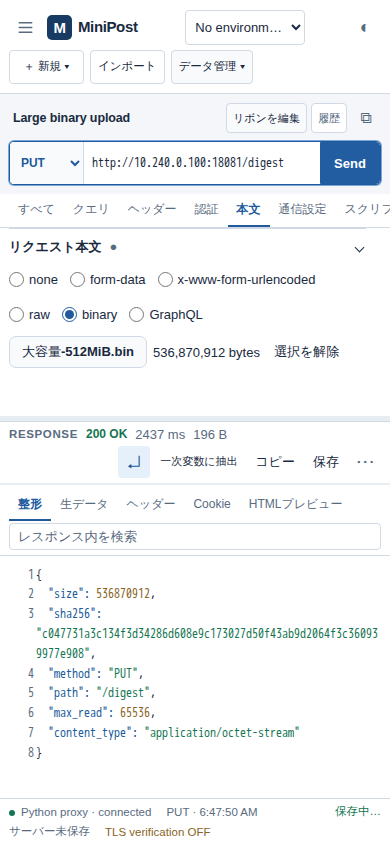 M MiniPost No environm…
＋ 新規 ▾ インポート データ管理 ▾
Large binary upload リボンを編集 履歴
PUT http://10.240.0.100:18081/digest Send
すべて クエリ ヘッダー 認証 本文 通信設定 スクリプ
リクエスト本文 ●
none form-data x-www-form-urlencoded
raw binary GraphQL
大容量-512MiB.bin 536,870,912 bytes 選択を解除
RESPONSE 200 OK 2437 ms 196 B
一次変数に抽出 コピー 保存 ···
整形 生データ ヘッダー Cookie HTMLプレビュー
レスポンス内を検索
1 {
2 "size": 536870912,
3 "sha256":
"c047731a3c134f3d34286d608e9c173027d50f43ab9d2064f3c36093
9977e908",
4 "method": "PUT",
5 "path": "/digest",
6 "max_read": 65536,
7 "content_type": "application/octet-stream"
8 }
Python proxy · connected PUT · 6:47:50 AM 保存中…
サーバー未保存 TLS verification OFF